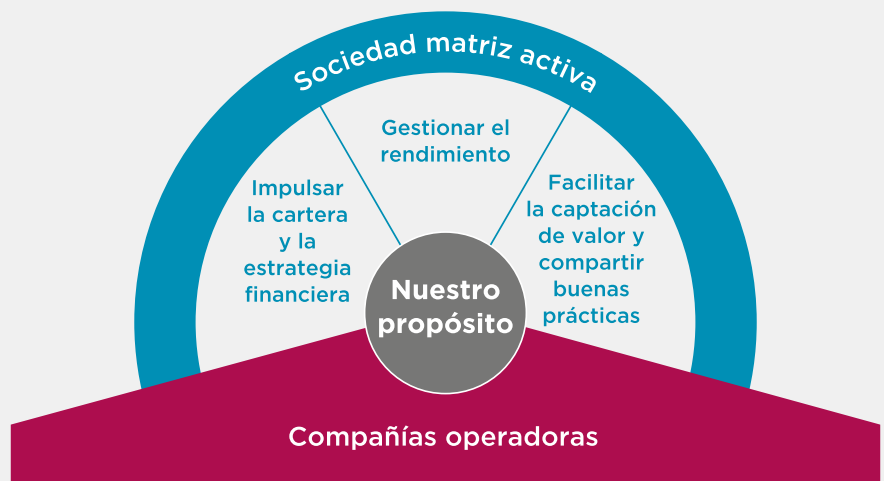 Sociedad matriz activa
Gestionar el
rendimiento
Impulsar
la cartera
y la
estrategia
financiera
Facilitar
la captación
de valor y
compartir
buenas
prácticas
Nuestro
propósito
Compañías operadoras